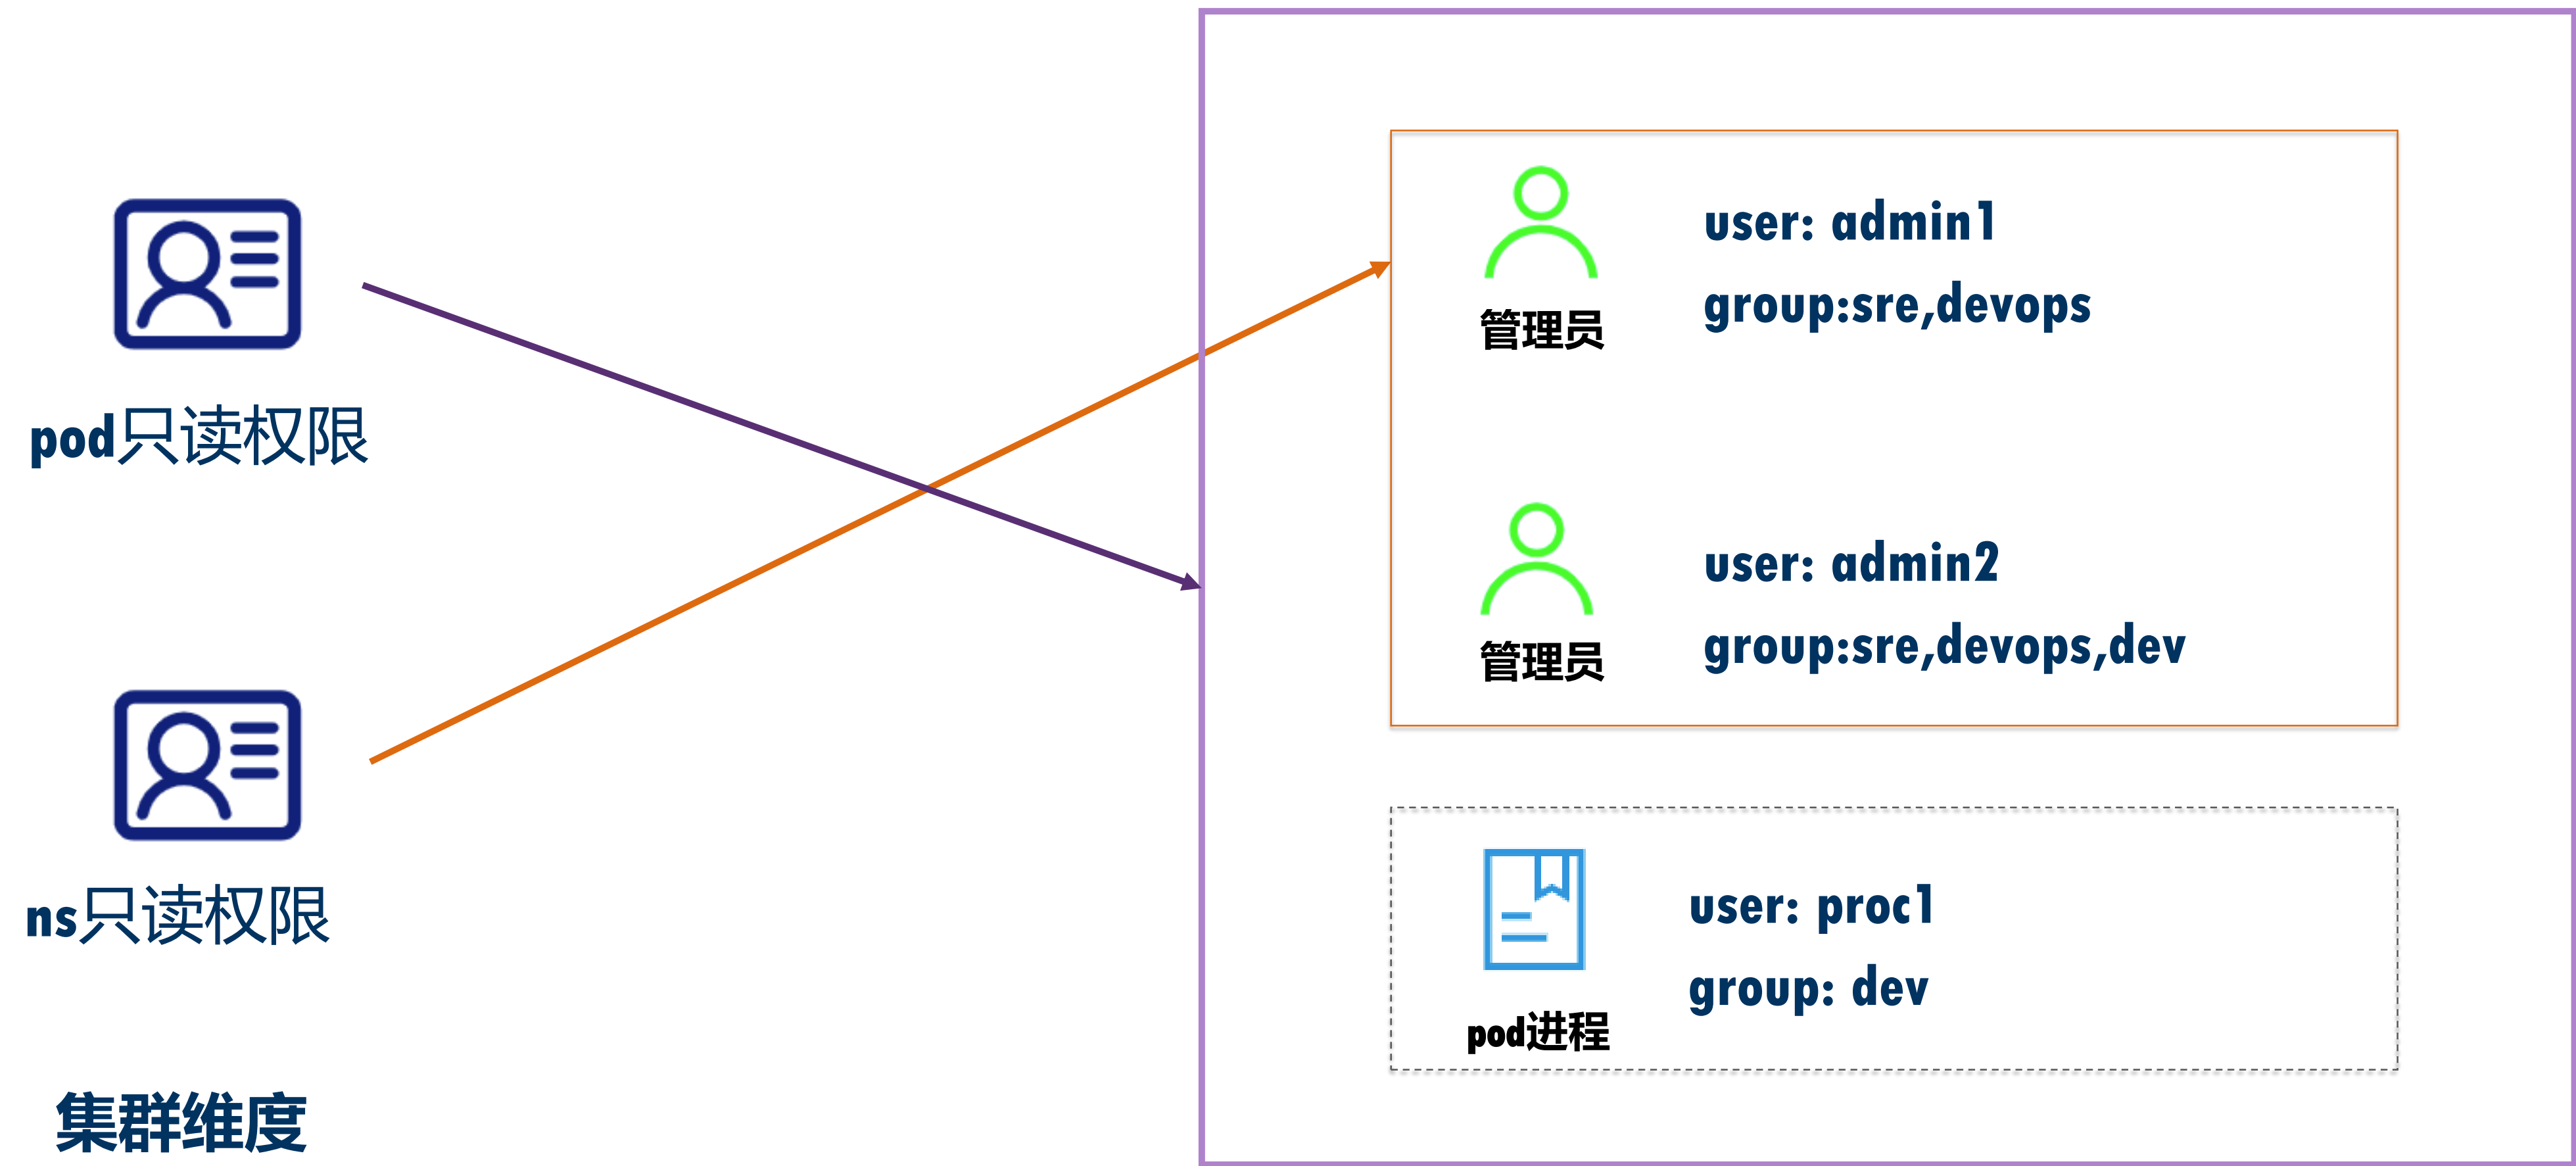 pod只读权限
ns只读权限
集群维度
user: admin1
group:sre,devops
管理员
user: admin2
group:sre,devops,dev
管理员
user: proc1
group: dev
pod进程